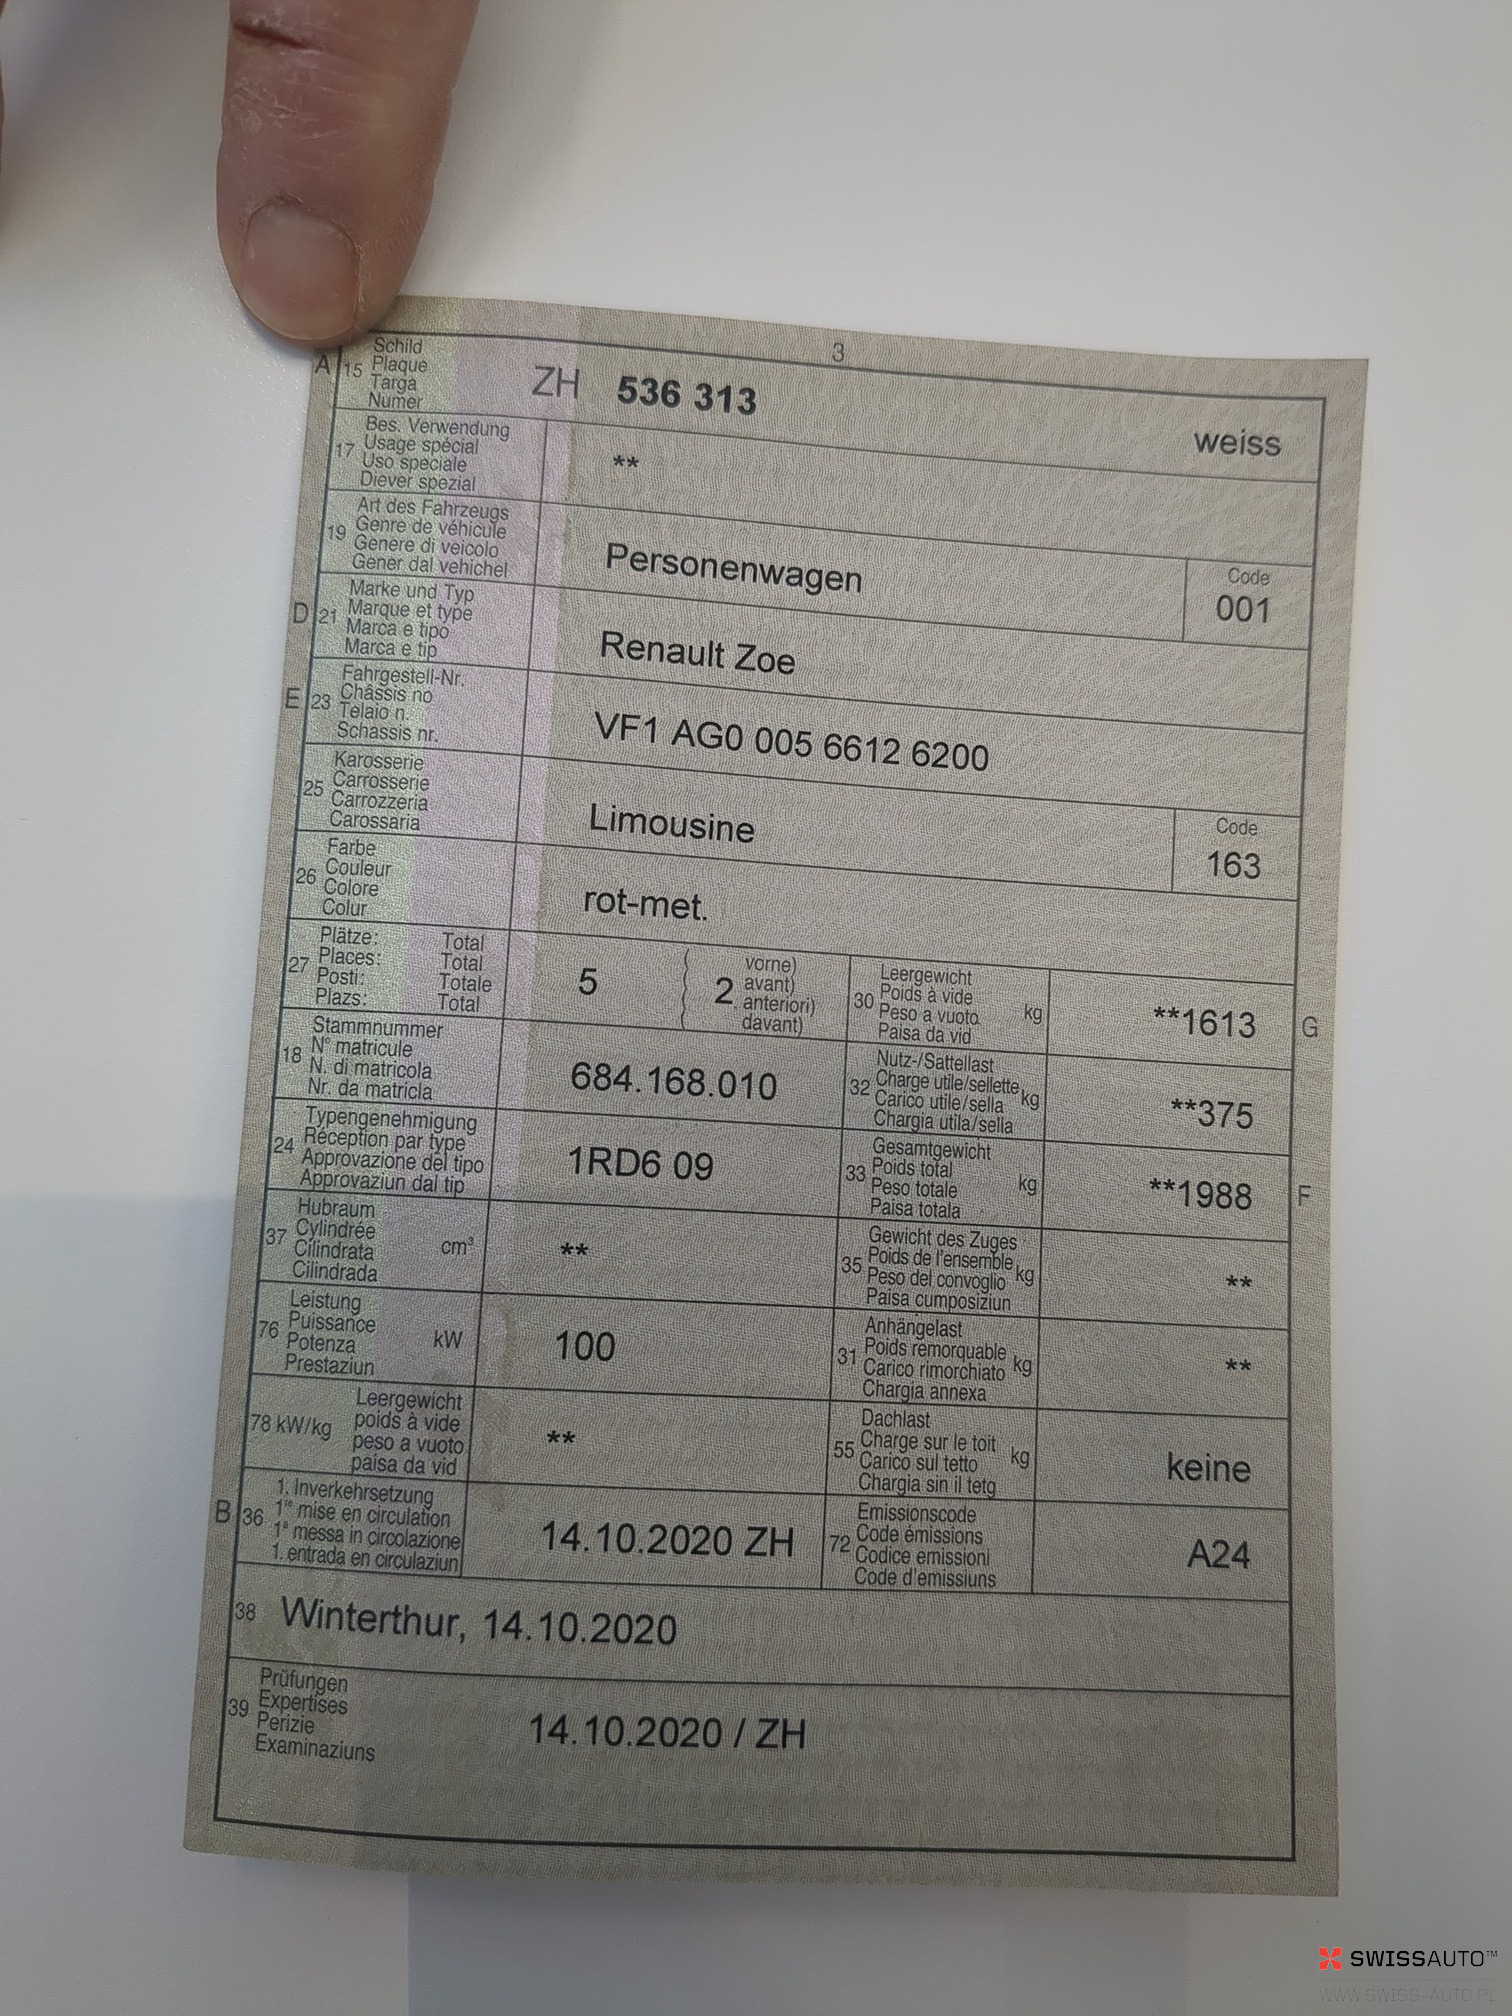 3
A 15 Schild
Plaque
Targa
Numer
ZH 536 313
weiss
17 Bes. Verwendung
Usage spécial
Uso speciale
Diever spezial
**
19 Art des Fahrzeugs
Genre de véhicule
Genere di veicolo
Gener dal vehichel
Personenwagen
Code
001
D 21 Marke und Typ
Marque et type
Marca e tipo
Marca e tip
Renault Zoe
E 23 Fahrgestell-Nr.
Châssis no
Telaio n.
Schassis nr.
VF1 AG0 005 6612 6200
25 Karosserie
Carrosserie
Carrozzeria
Carossaria
Limousine
Code
163
26 Farbe
Couleur
Colore
Colur
rot-met.
27 Plätze: Total
Places: Total
Posti: Totale
Plazs: Total
5
2 vorne)
avant)
anteriori)
davant)
30 Leergewicht
Poids à vide
Peso a vuoto
Paisa da vid
kg
**1613 G
18 Stammnummer
N° matricule
N. di matricola
Nr. da matricla
684.168.010
32 Nutz-/Sattellast
Charge utile/sellette
Carico utile/sella
Chargia utila/sella
kg
**375
24 Typengenehmigung
Réception par type
Approvazione del tipo
Approvaziun dal tip
1RD6 09
33 Gesamtgewicht
Poids total
Peso totale
Paisa totala
kg
**1988 F
37 Hubraum
Cylindrée
Cilindrata
Cilindrada
cm³
**
35 Gewicht des Zuges
Poids de l'ensemble
Peso del convoglio
Paisa cumposiziun
kg
**
76 Leistung
Puissance
Potenza
Prestaziun
kW
100
31 Anhängelast
Poids remorquable
Carico rimorchiato
Chargia annexa
kg
**
78 kW/kg Leergewicht
poids à vide
peso a vuoto
paisa da vid
**
55 Dachlast
Charge sur le toit
Carico sul tetto
Chargia sin il tetg
kg
keine
B 36 1. Inverkehrsetzung
1re mise en circulation
1a messa in circolazione
1. entrada en circulaziun
14.10.2020 ZH
72 Emissionscode
Code émissions
Codice emissioni
Code d'emissiuns
A24
38 Winterthur, 14.10.2020
39 Prüfungen
Expertises
Perizie
Examinaziuns
14.10.2020 / ZH
SWISSAUTO™
WWW.SWISS-AUTO.PL